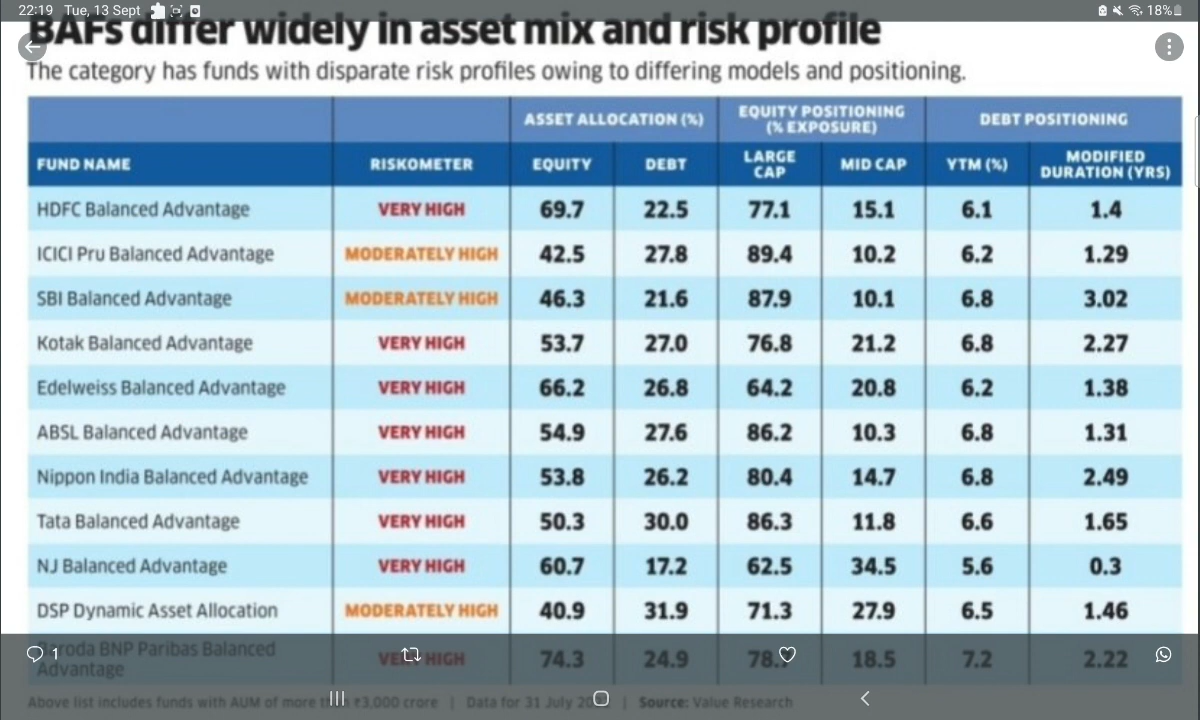 22:19 Tue, 13 Sept 18%
BAFs differ widely in asset mix and risk profile
The category has funds with disparate risk profiles owing to differing models and positioning.
ASSET ALLOCATION (%) EQUITY POSITIONING (% EXPOSURE) DEBT POSITIONING
FUND NAME RISKOMETER EQUITY DEBT LARGE CAP MID CAP YTM (%) MODIFIED DURATION (YRS)
HDFC Balanced Advantage VERY HIGH 69.7 22.5 77.1 15.1 6.1 1.4
ICICI Pru Balanced Advantage MODERATELY HIGH 42.5 27.8 89.4 10.2 6.2 1.29
SBI Balanced Advantage MODERATELY HIGH 46.3 21.6 87.9 10.1 6.8 3.02
Kotak Balanced Advantage VERY HIGH 53.7 27.0 76.8 21.2 6.8 2.27
Edelweiss Balanced Advantage VERY HIGH 66.2 26.8 64.2 20.8 6.2 1.38
ABSL Balanced Advantage VERY HIGH 54.9 27.6 86.2 10.3 6.8 1.31
Nippon India Balanced Advantage VERY HIGH 53.8 26.2 80.4 14.7 6.8 2.49
Tata Balanced Advantage VERY HIGH 50.3 30.0 86.3 11.8 6.6 1.65
NJ Balanced Advantage VERY HIGH 60.7 17.2 62.5 34.5 5.6 0.3
DSP Dynamic Asset Allocation MODERATELY HIGH 40.9 31.9 71.3 27.9 6.5 1.46
1 BNP Paribas Balanced
Advantage HIGH 74.3 24.9 18.5 7.2 2.22
Above list includes funds with AUM of more ₹3,000 crore | Data for 31 July | Source: Value Research